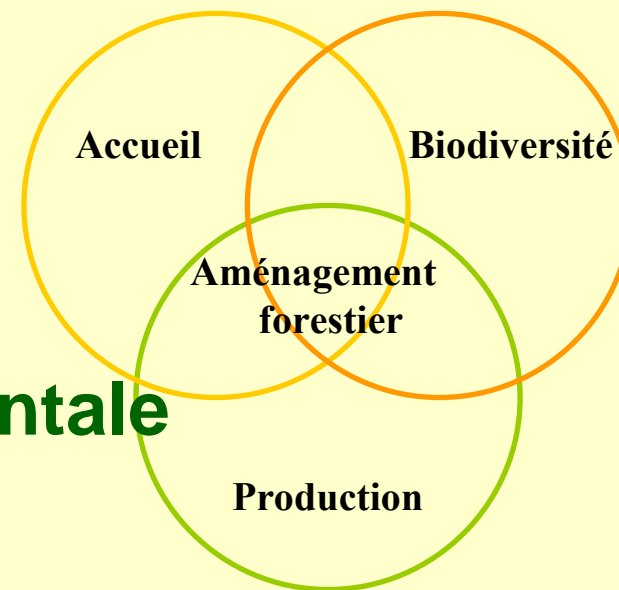 Accueil
Biodiversité
Aménagement
forestier
ntale
Production